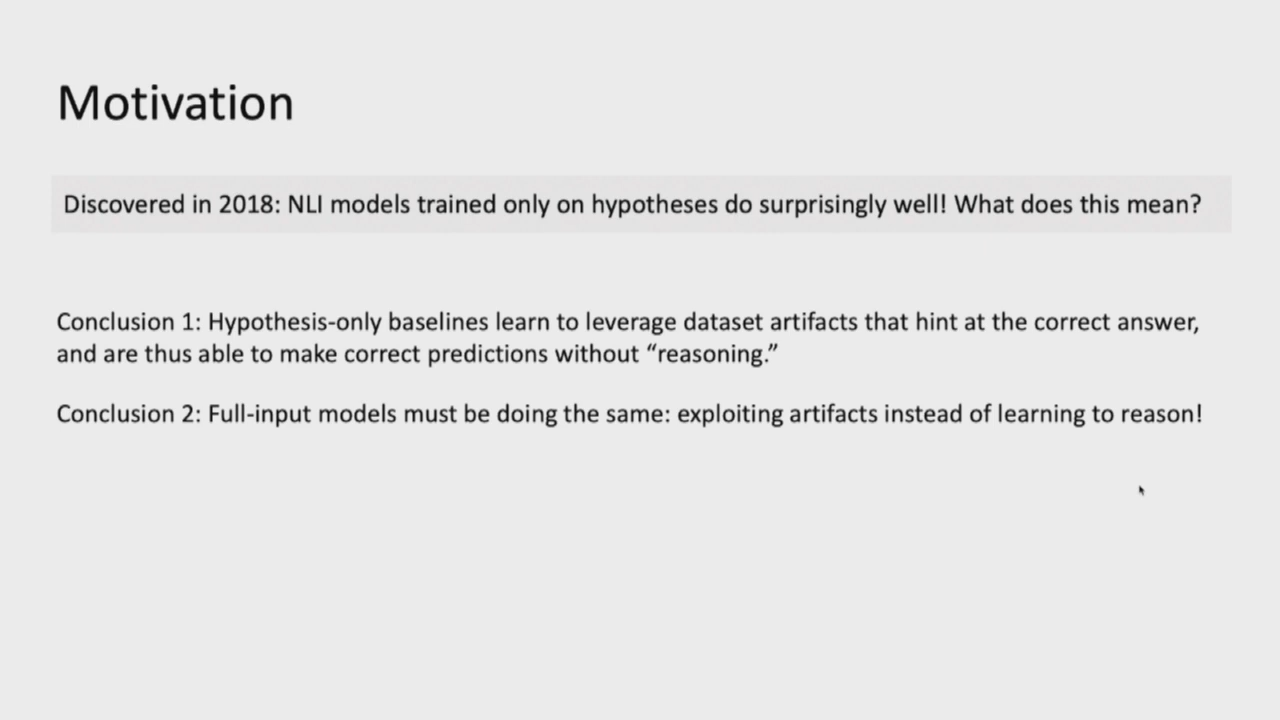 Motivation
Discovered in 2018: NLI models trained only on hypotheses do surprisingly well! What does this mean?
Conclusion 1: Hypothesis-only baselines learn to leverage dataset artifacts that hint at the correct answer,
and are thus able to make correct predictions without “reasoning.”
Conclusion 2: Full-input models must be doing the same: exploiting artifacts instead of learning to reason!